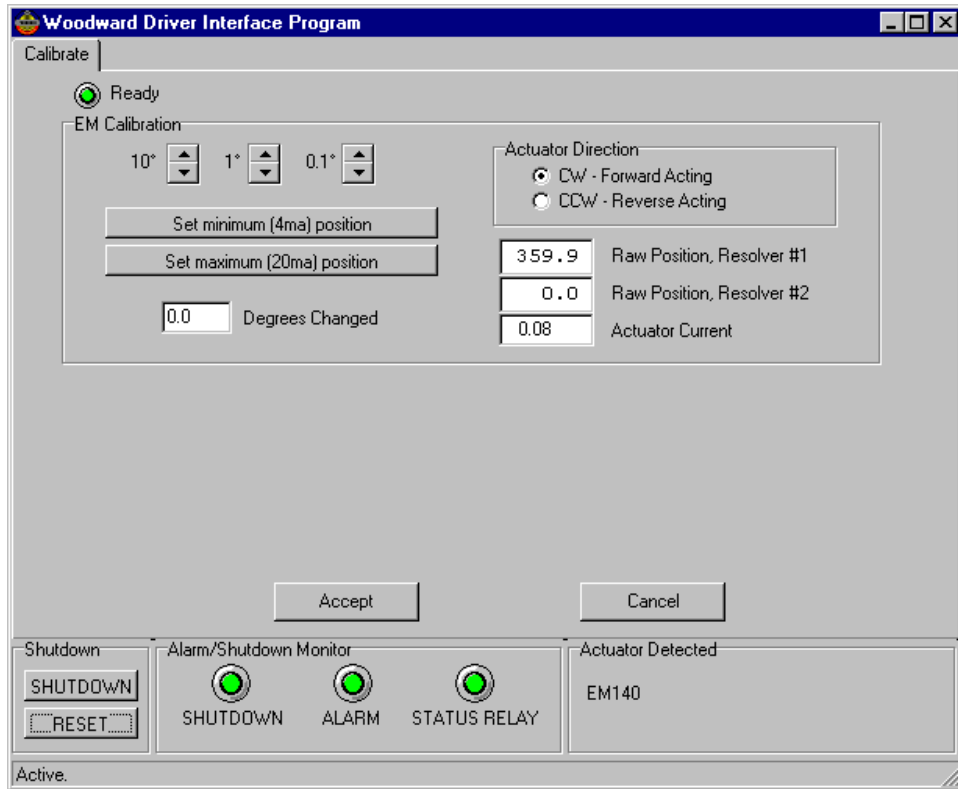 Woodward Driver Interface Program
Calibrate
Ready
EM Calibration
10° 1° 0.1°
Set minimum (4ma) position
Set maximum (20ma) position
0.0 Degrees Changed
Actuator Direction
CW - Forward Acting
CCW - Reverse Acting
359.9 Raw Position, Resolver #1
0.0 Raw Position, Resolver #2
0.08 Actuator Current
Accept Cancel
Shutdown
SHUTDOWN
RESET
Alarm/Shutdown Monitor
SHUTDOWN ALARM STATUS RELAY
Actuator Detected
EM140
Active.